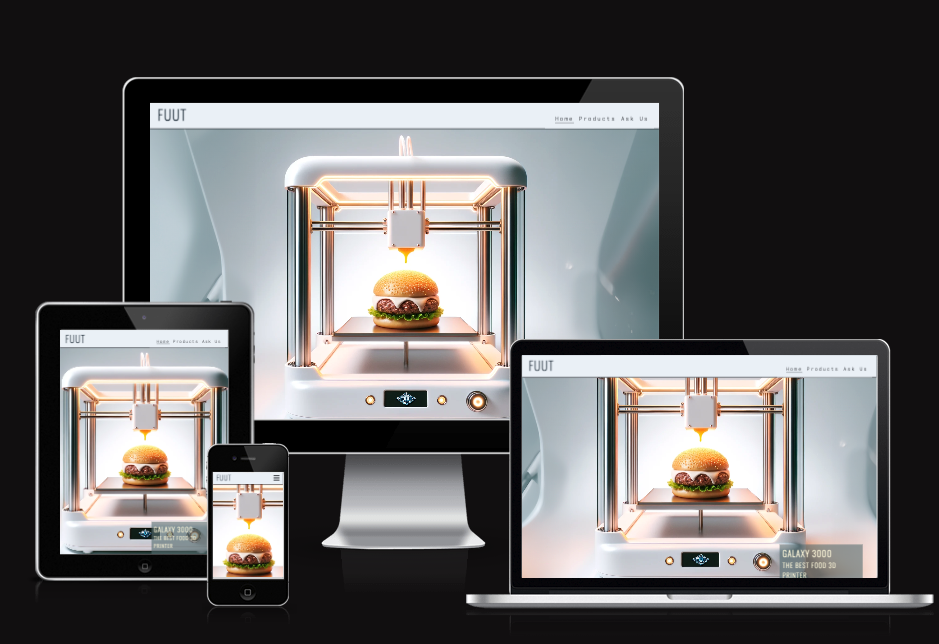 FUUT
Home Products Ask Us
FUUT
Home Products Ask Us
GALAXY 3000
THE BEST FOOD 3D
PRINTER
FUUT
FUUT
Home Products Ask Us
GALAXY 3000
THE BEST FOOD 3D
PRINTER